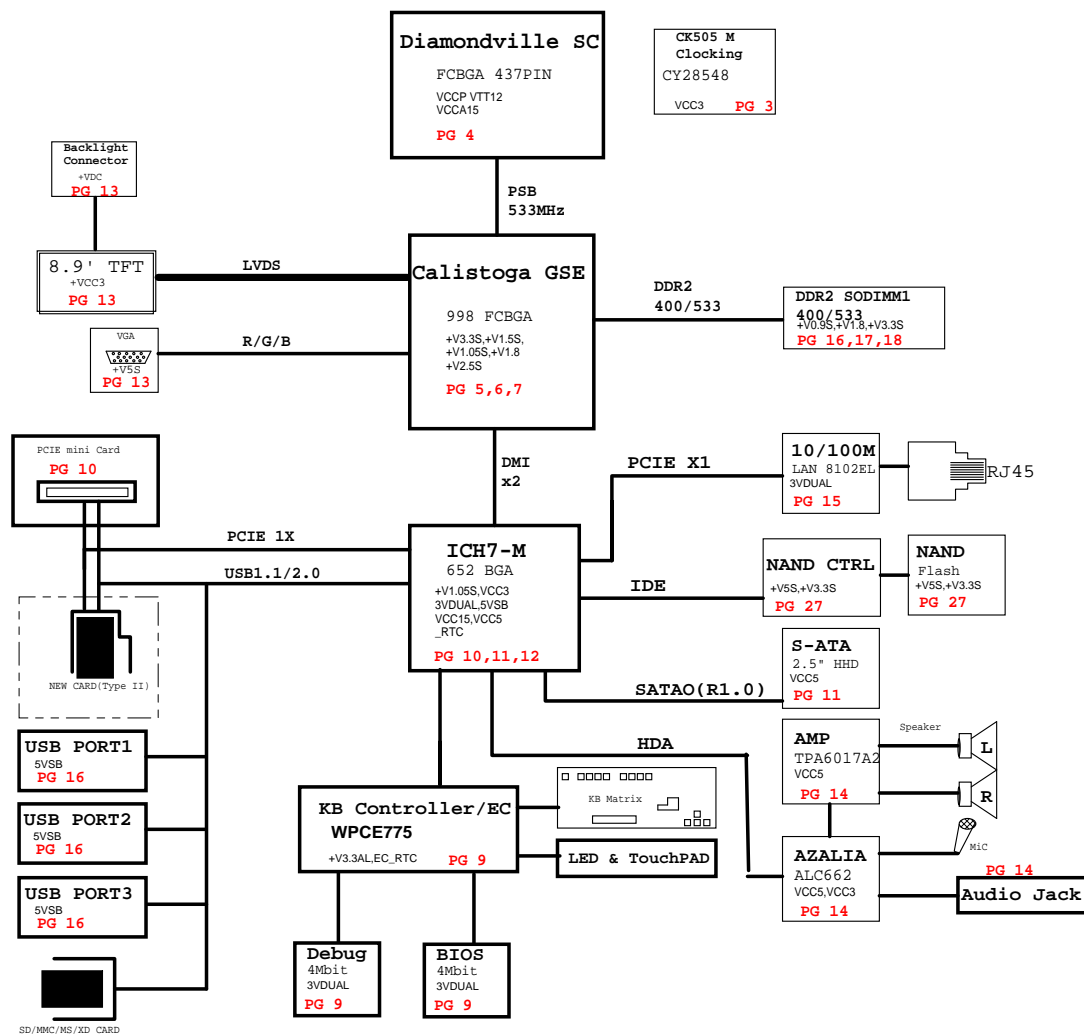 Diamondville SC
FCBGA 437PIN
VCCP VTT12
VCCA15
PG 4
CK505 M
Clocking
CY28548
VCC3 PG 3
Backlight
Connector
+VDC
PG 13
PSB
533MHz
8.9' TFT
+VCC3
PG 13
LVDS
Calistoga GSE
998 FCBGA
+V3.3S,+V1.5S,
+V1.05S,+V1.8
+V2.5S
PG 5,6,7
DDR2
400/533
DDR2 SODIMM1
400/533
+V0.9S,+V1.8,+V3.3S
PG 16,17,18
VGA
+V5S
PG 13
R/G/B
PCIE mini Card
PG 10
DMI
x2
PCIE X1
10/100M
LAN 8102EL
3VDUAL
PG 15
RJ45
PCIE 1X
USB1.1/2.0
ICH7-M
652 BGA
+V1.05S,VCC3
3VDUAL,5VSB
VCC15,VCC5
_RTC
PG 10,11,12
IDE
NAND CTRL
+V5S,+V3.3S
PG 27
NAND
Flash
+V5S,+V3.3S
PG 27
NEW CARD(Type II)
S-ATA
2.5" HHD
VCC5
PG 11
SATAO(R1.0)
HDA
AMP
TPA6017A2
VCC5
PG 14
Speaker
L
R
USB PORT1
5VSB
PG 16
USB PORT2
5VSB
PG 16
USB PORT3
5VSB
PG 16
KB Controller/EC
WPCE775
+V3.3AL,EC_RTC PG 9
KB Matrix
LED & TouchPAD
AZALIA
ALC662
VCC5,VCC3
PG 14
MiC
PG 14
Audio Jack
Debug
4Mbit
3VDUAL
PG 9
BIOS
4Mbit
3VDUAL
PG 9
SD/MMC/MS/XD CARD